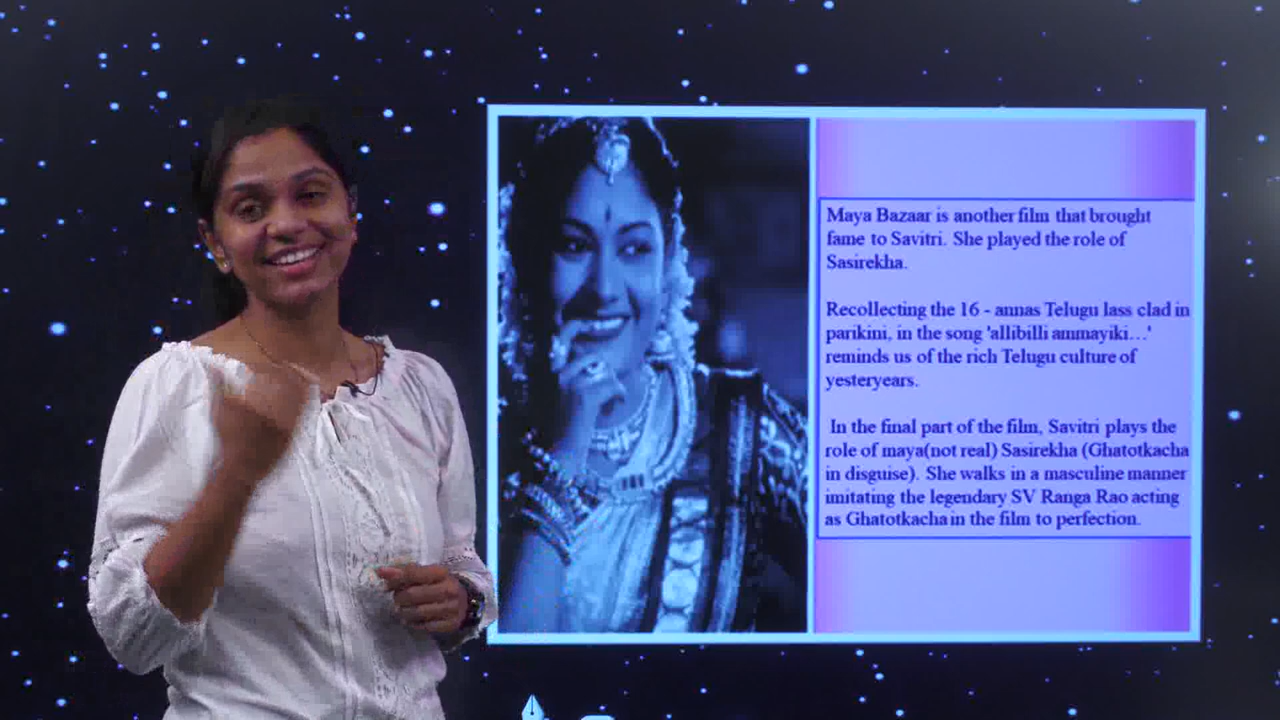 Maya Bazaar is another film that brought
fame to Savitri. She played the role of
Sasirekha.
Recollecting the 16 - annas Telugu lass clad in
parikini, in the song 'allibilli ammayiki…'
reminds us of the rich Telugu culture of
yesteryears.
In the final part of the film, Savitri plays the
role of maya(not real) Sasirekha (Ghatotkacha
in disguise). She walks in a masculine manner
imitating the legendary SV Ranga Rao acting
as Ghatotkacha in the film to perfection.